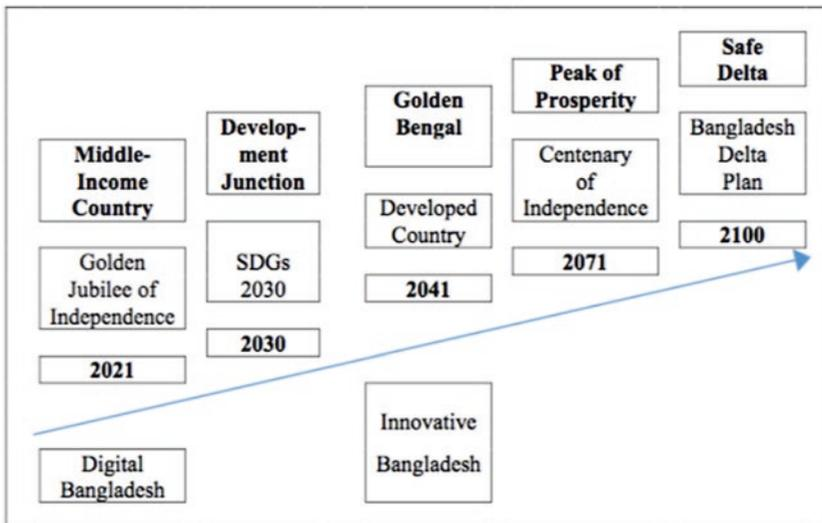 Middle-
Income
Country
Golden
Jubilee of
Independence
2021
Develop-
ment
Junction
SDGs
2030
2030
Golden
Bengal
Developed
Country
2041
Peak of
Prosperity
Centenary
of
Independence
2071
Safe
Delta
Bangladesh
Delta
Plan
2100
Digital
Bangladesh
Innovative
Bangladesh